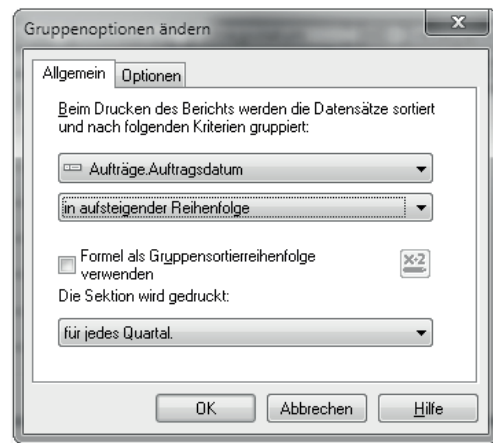 Gruppenoptionen ändern
X
Allgemein
Optionen
Beim Drucken des Berichts werden die Datensätze sortiert
und nach folgenden Kriterien gruppiert:
Aufträge.Auftragsdatum
in aufsteigender Reihenfolge
Formel als Gruppensortierreihenfolge
verwenden
x·2
Die Sektion wird gedruckt:
für jedes Quartal.
OK
Abbrechen
Hilfe